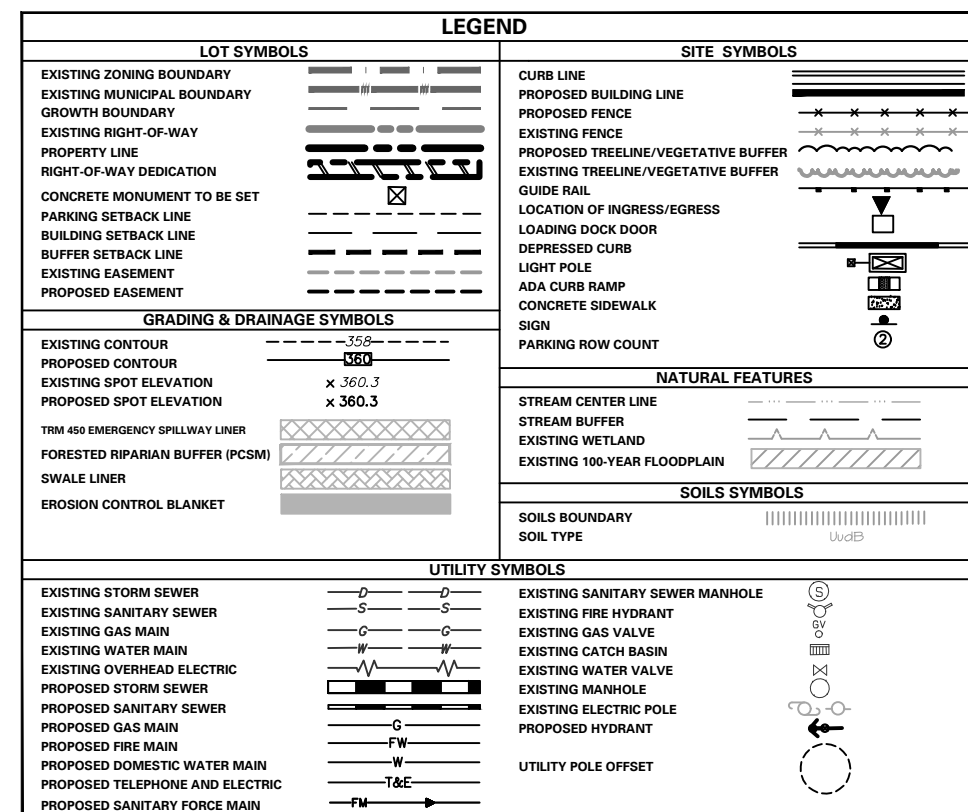 LEGEND
LOT SYMBOLS
EXISTING ZONING BOUNDARY
EXISTING MUNICIPAL BOUNDARY
GROWTH BOUNDARY
EXISTING RIGHT-OF-WAY
PROPERTY LINE
RIGHT-OF-WAY DEDICATION
CONCRETE MONUMENT TO BE SET
PARKING SETBACK LINE
BUILDING SETBACK LINE
BUFFER SETBACK LINE
EXISTING EASEMENT
PROPOSED EASEMENT
GRADING & DRAINAGE SYMBOLS
EXISTING CONTOUR 358
PROPOSED CONTOUR 360
EXISTING SPOT ELEVATION x 360.3
PROPOSED SPOT ELEVATION x 360.3
TRM 450 EMERGENCY SPILLWAY LINER
FORESTED RIPARIAN BUFFER (PCSM)
SWALE LINER
EROSION CONTROL BLANKET
SITE SYMBOLS
CURB LINE
PROPOSED BUILDING LINE
PROPOSED FENCE
EXISTING FENCE
PROPOSED TREELINE/VEGETATIVE BUFFER
EXISTING TREELINE/VEGETATIVE BUFFER
GUIDE RAIL
LOCATION OF INGRESS/EGRESS
LOADING DOCK DOOR
DEPRESSED CURB
LIGHT POLE
ADA CURB RAMP
CONCRETE SIDEWALK
SIGN
PARKING ROW COUNT 2
NATURAL FEATURES
STREAM CENTER LINE
STREAM BUFFER
EXISTING WETLAND
EXISTING 100-YEAR FLOODPLAIN
SOILS SYMBOLS
SOILS BOUNDARY
SOIL TYPE UudB
UTILITY SYMBOLS
EXISTING STORM SEWER D D
EXISTING SANITARY SEWER S S
EXISTING GAS MAIN G G
EXISTING WATER MAIN W W
EXISTING OVERHEAD ELECTRIC
PROPOSED STORM SEWER
PROPOSED SANITARY SEWER
PROPOSED GAS MAIN G
PROPOSED FIRE MAIN FW
PROPOSED DOMESTIC WATER MAIN W
PROPOSED TELEPHONE AND ELECTRIC T&E
PROPOSED SANITARY FORCE MAIN FM
EXISTING SANITARY SEWER MANHOLE S
EXISTING FIRE HYDRANT
EXISTING GAS VALVE GV
EXISTING CATCH BASIN
EXISTING WATER VALVE
EXISTING MANHOLE
EXISTING ELECTRIC POLE
PROPOSED HYDRANT
UTILITY POLE OFFSET